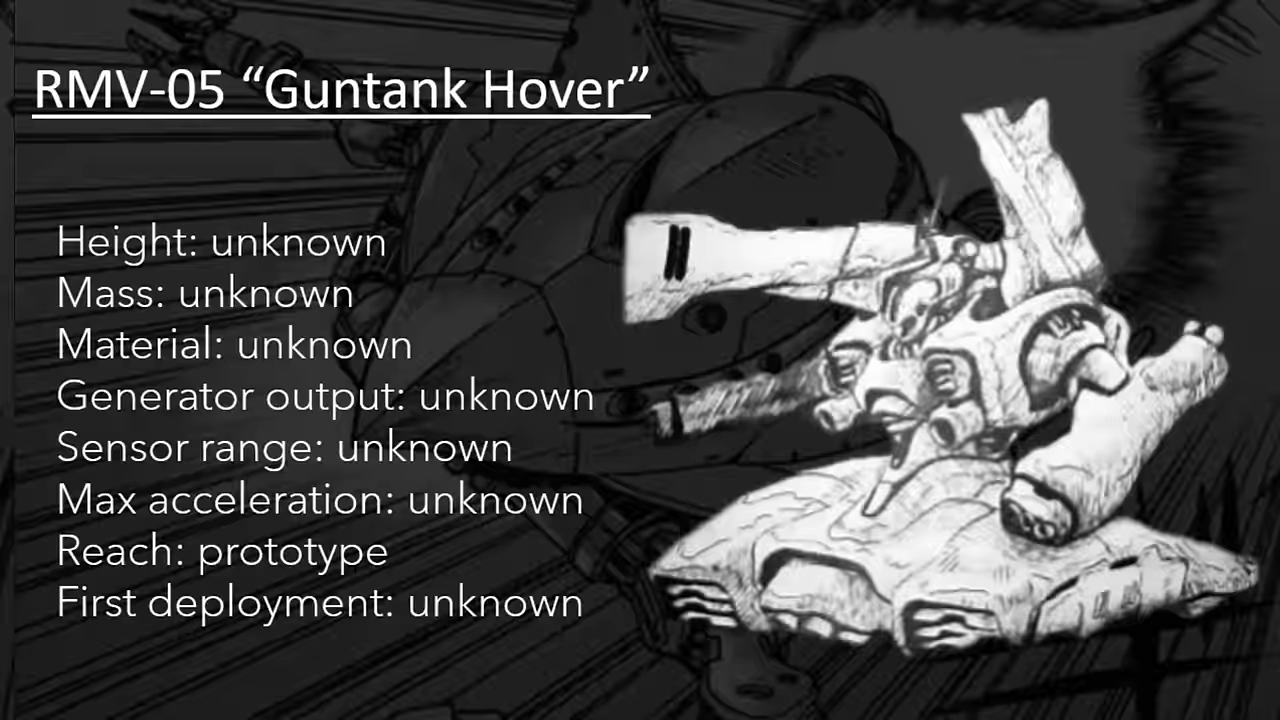 RMV-05 “Guntank Hover”
Height: unknown
Mass: unknown
Material: unknown
Generator output: unknown
Sensor range: unknown
Max acceleration: unknown
Reach: prototype
First deployment: unknown